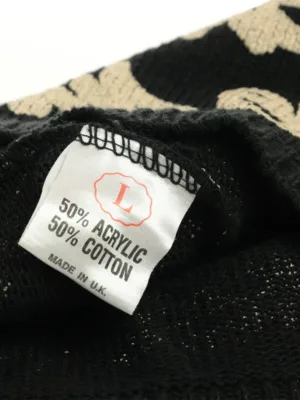 L
50% ACRYLIC
50% COTTON
MADE IN U.K.